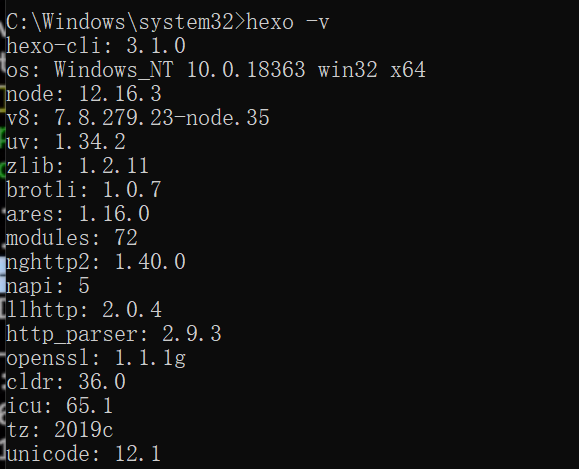 C:\Windows\system32>hexo -v
hexo-cli: 3.1.0
os: Windows_NT 10.0.18363 win32 x64
node: 12.16.3
v8: 7.8.279.23-node.35
uv: 1.34.2
zlib: 1.2.11
brotli: 1.0.7
ares: 1.16.0
modules: 72
nghttp2: 1.40.0
napi: 5
llhttp: 2.0.4
http_parser: 2.9.3
openssl: 1.1.1g
cldr: 36.0
icu: 65.1
tz: 2019c
unicode: 12.1